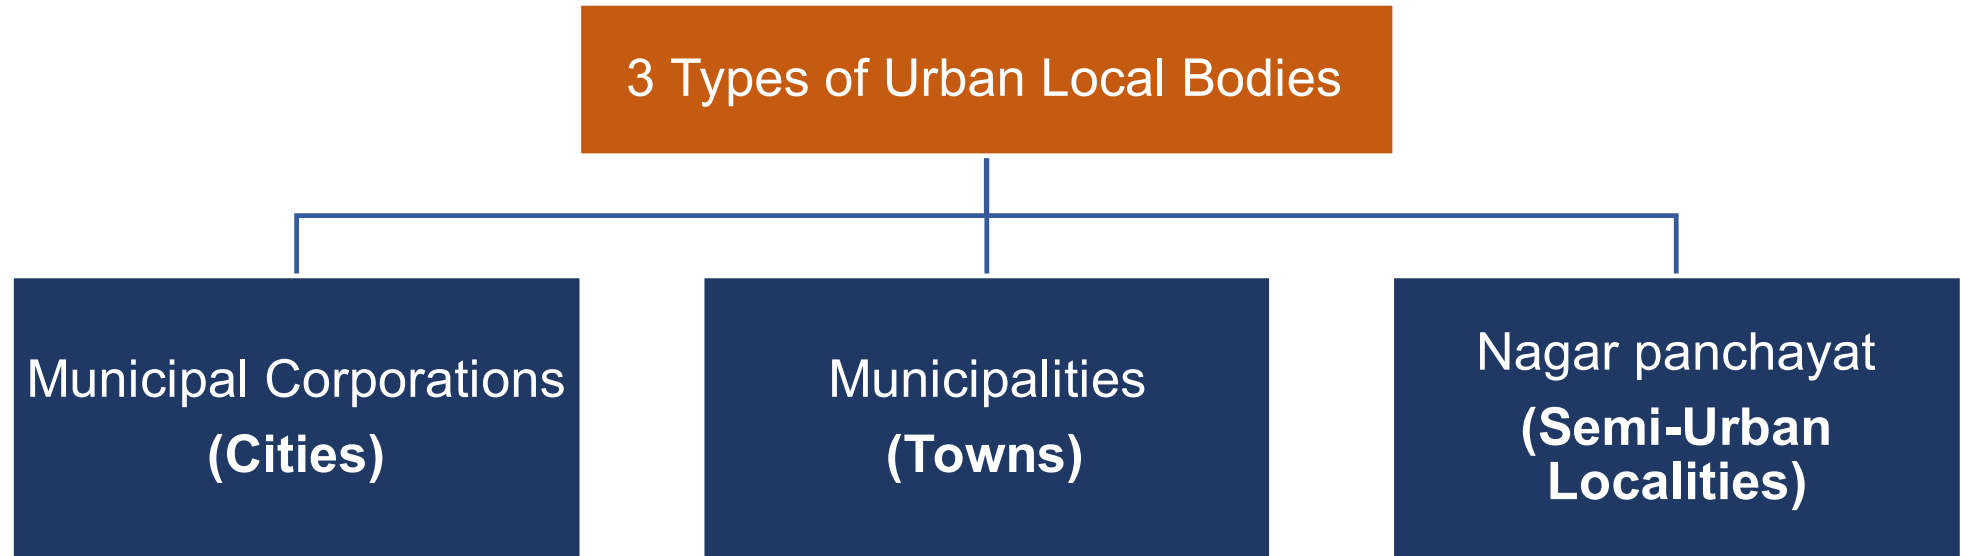 3 Types of Urban Local Bodies
Municipal Corporations
(Cities)
Municipalities
(Towns)
Nagar panchayat
(Semi-Urban
Localities)